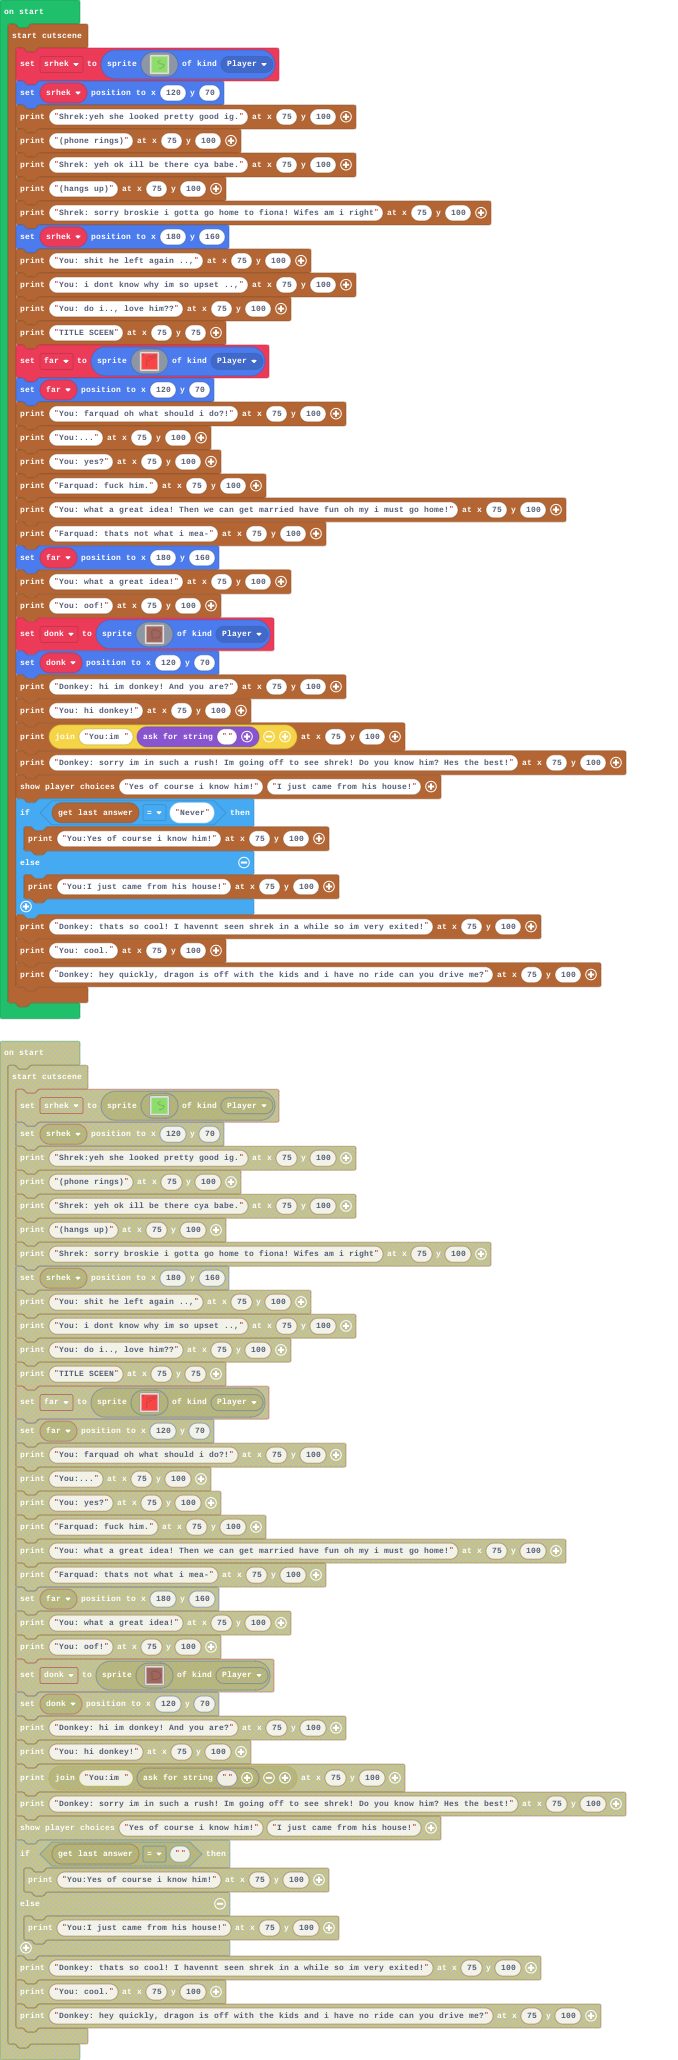 on start
start cutscene
set srhek to sprite of kind Player
set srhek position to x 120 y 70
print "Shrek:yeh she looked pretty good ig." at x 75 y 100
print "(phone rings)" at x 75 y 100
print "Shrek: yeh ok ill be there cya babe." at x 75 y 100
print "(hangs up)" at x 75 y 100
print "Shrek: sorry broskie i gotta go home to fiona! Wifes am i right" at x 75 y 100
set srhek position to x 180 y 160
print "You: shit he left again ..," at x 75 y 100
print "You: i dont know why im so upset ..," at x 75 y 100
print "You: do i.., love him??" at x 75 y 100
print "TITLE SCEEN" at x 75 y 75
set far to sprite of kind Player
set far position to x 120 y 70
print "You: farquad oh what should i do?!" at x 75 y 100
print "You:..." at x 75 y 100
print "You: yes?" at x 75 y 100
print "Farquad: fuck him." at x 75 y 100
print "You: what a great idea! Then we can get married have fun oh my i must go home!" at x 75 y 100
print "Farquad: thats not what i mea-" at x 75 y 100
set far position to x 180 y 160
print "You: what a great idea!" at x 75 y 100
print "You: oof!" at x 75 y 100
set donk to sprite of kind Player
set donk position to x 120 y 70
print "Donkey: hi im donkey! And you are?" at x 75 y 100
print "You: hi donkey!" at x 75 y 100
print join "You:im " ask for string "" at x 75 y 100
print "Donkey: sorry im in such a rush! Im going off to see shrek! Do you know him? Hes the best!" at x 75 y 100
show player choices "Yes of course i know him!" "I just came from his house!"
if get last answer = "Never" then
print "You:Yes of course i know him!" at x 75 y 100
else
print "You:I just came from his house!" at x 75 y 100
print "Donkey: thats so cool! I havennt seen shrek in a while so im very exited!" at x 75 y 100
print "You: cool." at x 75 y 100
print "Donkey: hey quickly, dragon is off with the kids and i have no ride can you drive me?" at x 75 y 100
on start
start cutscene
set srhek to sprite of kind Player
set srhek position to x 120 y 70
print "Shrek:yeh she looked pretty good ig." at x 75 y 100
print "(phone rings)" at x 75 y 100
print "Shrek: yeh ok ill be there cya babe." at x 75 y 100
print "(hangs up)" at x 75 y 100
print "Shrek: sorry broskie i gotta go home to fiona! Wifes am i right" at x 75 y 100
set srhek position to x 180 y 160
print "You: shit he left again ..," at x 75 y 100
print "You: i dont know why im so upset ..," at x 75 y 100
print "You: do i.., love him??" at x 75 y 100
print "TITLE SCEEN" at x 75 y 75
set far to sprite of kind Player
set far position to x 120 y 70
print "You: farquad oh what should i do?!" at x 75 y 100
print "You:..." at x 75 y 100
print "You: yes?" at x 75 y 100
print "Farquad: fuck him." at x 75 y 100
print "You: what a great idea! Then we can get married have fun oh my i must go home!" at x 75 y 100
print "Farquad: thats not what i mea-" at x 75 y 100
set far position to x 180 y 160
print "You: what a great idea!" at x 75 y 100
print "You: oof!" at x 75 y 100
set donk to sprite of kind Player
set donk position to x 120 y 70
print "Donkey: hi im donkey! And you are?" at x 75 y 100
print "You: hi donkey!" at x 75 y 100
print join "You:im " ask for string "" at x 75 y 100
print "Donkey: sorry im in such a rush! Im going off to see shrek! Do you know him? Hes the best!" at x 75 y 100
show player choices "Yes of course i know him!" "I just came from his house!"
if get last answer = "" then
print "You:Yes of course i know him!" at x 75 y 100
else
print "You:I just came from his house!" at x 75 y 100
print "Donkey: thats so cool! I havennt seen shrek in a while so im very exited!" at x 75 y 100
print "You: cool." at x 75 y 100
print "Donkey: hey quickly, dragon is off with the kids and i have no ride can you drive me?" at x 75 y 100